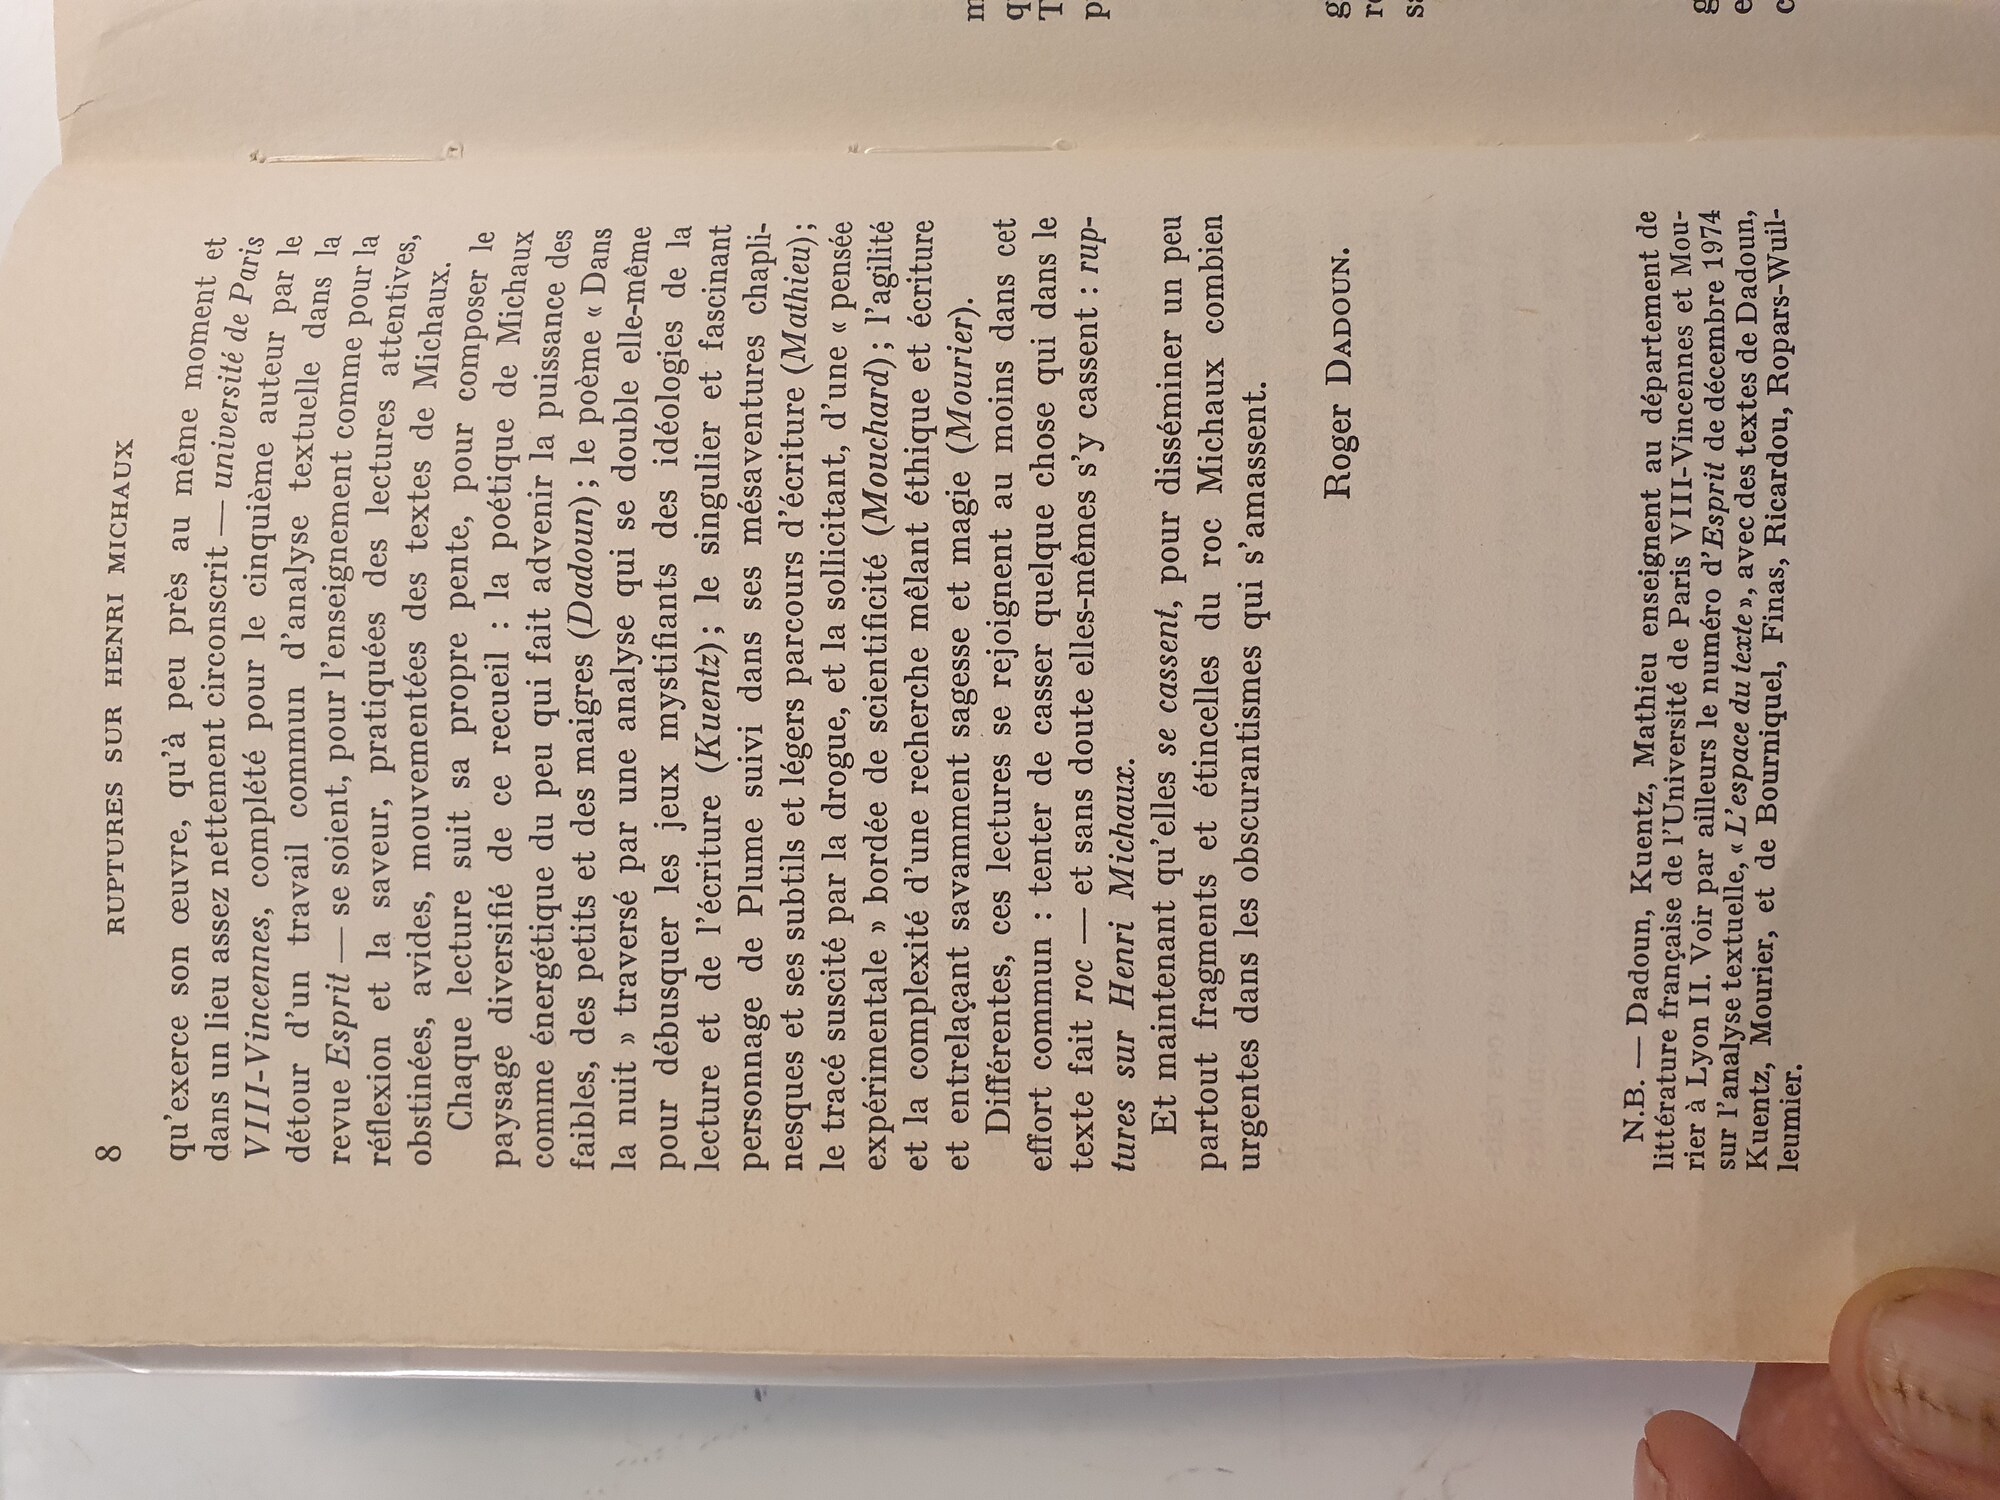 8 RUPTURES SUR HENRI MICHAUX
qu'exerce son œuvre, qu'à peu près au même moment et
dans un lieu assez nettement circonscrit — université de Paris
VIII-Vincennes, complété pour le cinquième auteur par le
détour d'un travail commun d'analyse textuelle dans la
revue Esprit — se soient, pour l'enseignement comme pour la
réflexion et la saveur, pratiquées des lectures attentives,
obstinées, avides, mouvementées des textes de Michaux.
Chaque lecture suit sa propre pente, pour composer le
paysage diversifié de ce recueil : la poétique de Michaux
comme énergétique du peu qui fait advenir la puissance des
faibles, des petits et des maigres (Dadoun) ; le poème « Dans
la nuit » traversé par une analyse qui se double elle-même
pour débusquer les jeux mystifiants des idéologies de la
lecture et de l'écriture (Kuentz) ; le singulier et fascinant
personnage de Plume suivi dans ses mésaventures chapli-
nesques et ses subtils et légers parcours d'écriture (Mathieu) ;
le tracé suscité par la drogue, et la sollicitant, d'une « pensée
expérimentale » bordée de scientificité (Mouchard) ; l'agilité
et la complexité d'une recherche mêlant éthique et écriture
et entrelaçant savamment sagesse et magie (Mourier).
Différentes, ces lectures se rejoignent au moins dans cet
effort commun : tenter de casser quelque chose qui dans le
texte fait roc — et sans doute elles-mêmes s'y cassent : rup-
tures sur Henri Michaux.
Et maintenant qu'elles se cassent, pour disséminer un peu
partout fragments et étincelles du roc Michaux combien
urgentes dans les obscurantismes qui s'amassent.
Roger DADOUN.
N.B. — Dadoun, Kuentz, Mathieu enseignent au département de
littérature française de l'Université de Paris VIII-Vincennes et Mou-
rier à Lyon II. Voir par ailleurs le numéro d'Esprit de décembre 1974
sur l'analyse textuelle, « L'espace du texte », avec des textes de Dadoun,
Kuentz, Mourier, et de Bourniquel, Finas, Ricardou, Ropars-Wuil-
leumier.